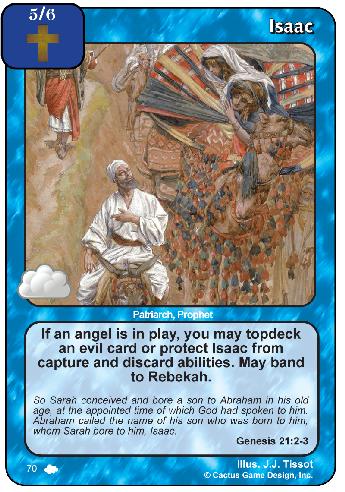 5/6
Isaac
Patriarch, Prophet
If an angel is in play, you may topdeck
an evil card or protect Isaac from
capture and discard abilities. May band
to Rebekah.
So Sarah conceived and bore a son to Abraham in his old
age, at the appointed time of which God had spoken to him.
Abraham called the name of his son who was born to him,
whom Sarah bore to him, Isaac.
Genesis 21:2-3
70
Illus. J.J. Tissot
© Cactus Game Design, Inc.